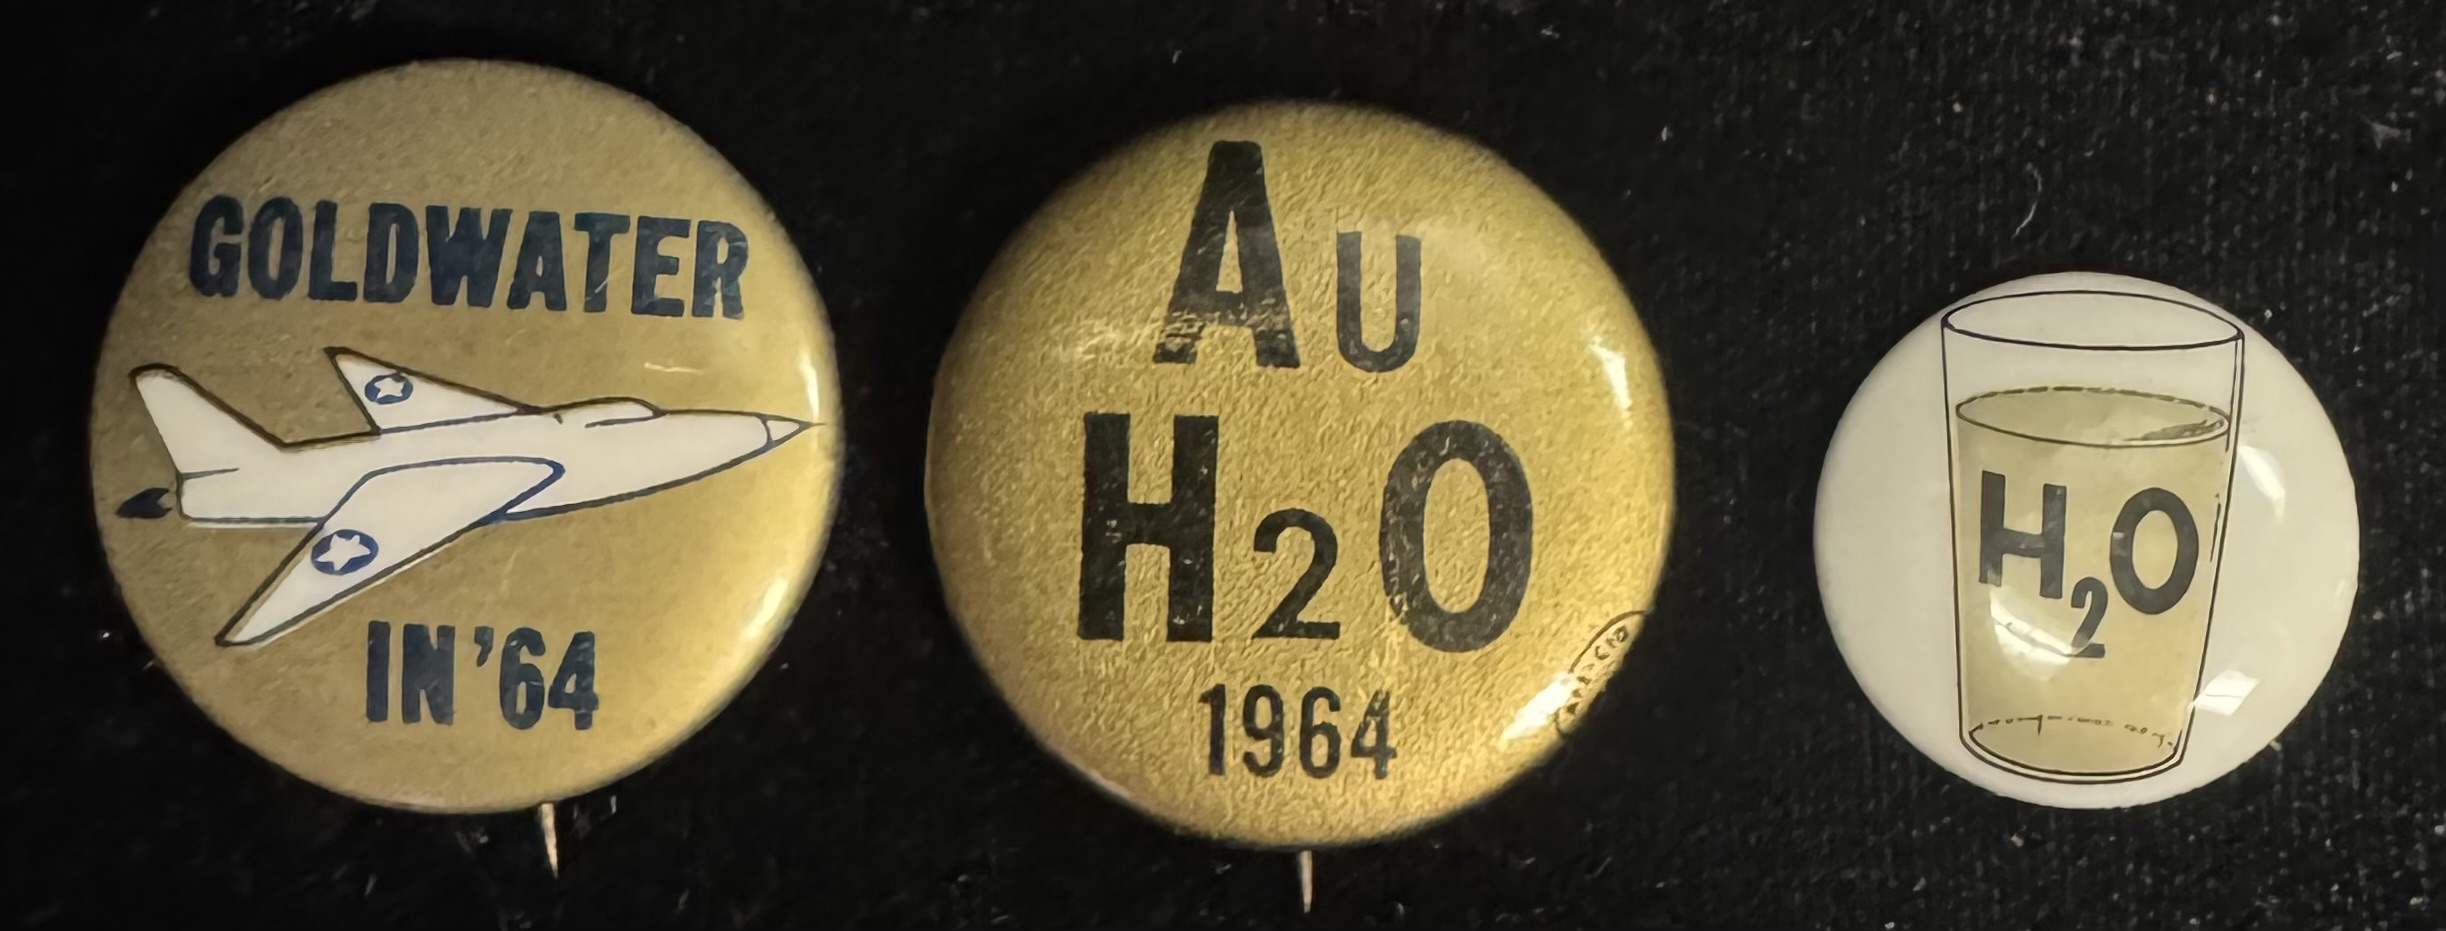 GOLDWATER
IN '64
Au
H2O
1964
H2O